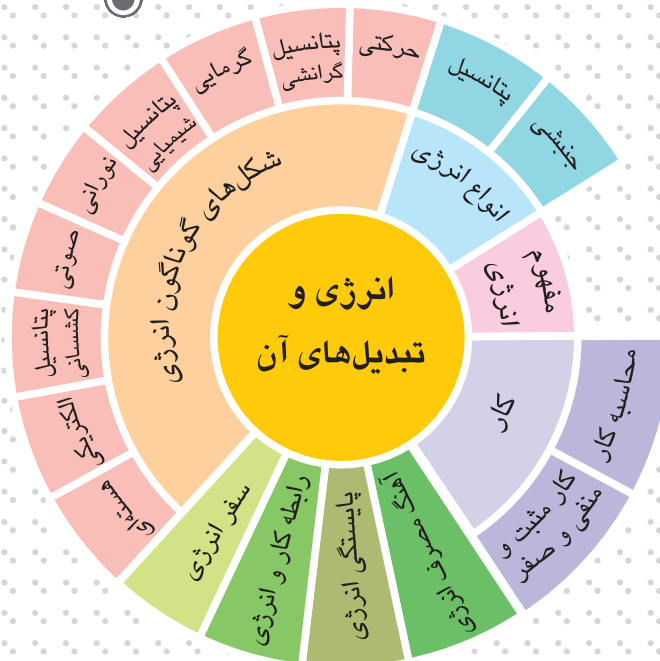 انرژی و
تبدیل‌های آن
مفهوم
انرژی
انواع انرژی
جنبشی
پتانسیل
شکل‌های گوناگون انرژی
حرکتی
پتانسیل
گرانشی
گرمایی
پتانسیل
شیمیایی
نورانی
صوتی
پتانسیل
کشسانی
الکتریکی
هسته‌ای
سفر انرژی
رابطه کار و انرژی
پایستگی انرژی
آهنگ مصرف انرژی
کار
محاسبه کار
کار مثبت و
منفی و صفر